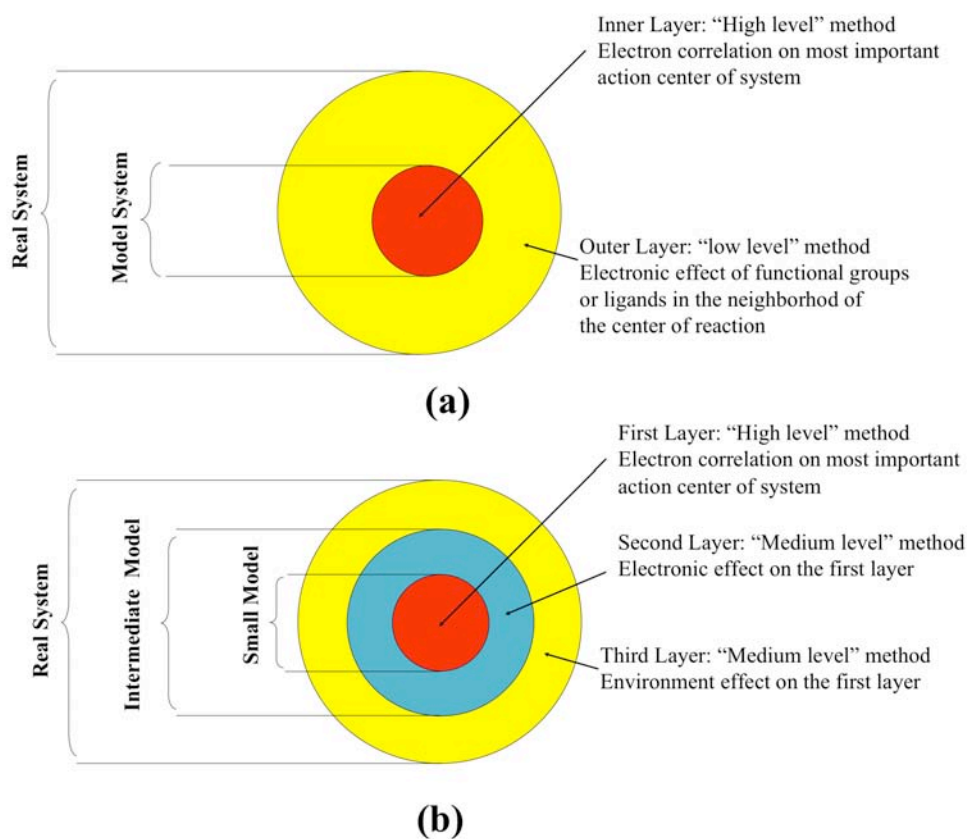 Inner Layer: “High level” method
Electron correlation on most important
action center of system
Real System
Model System
Outer Layer: “low level” method
Electronic effect of functional groups
or ligands in the neighborhod of
the center of reaction
(a)
First Layer: “High level” method
Electron correlation on most important
action center of system
Real System
Intermediate Model
Small Model
Second Layer: “Medium level” method
Electronic effect on the first layer
Third Layer: “Medium level” method
Environment effect on the first layer
(b)